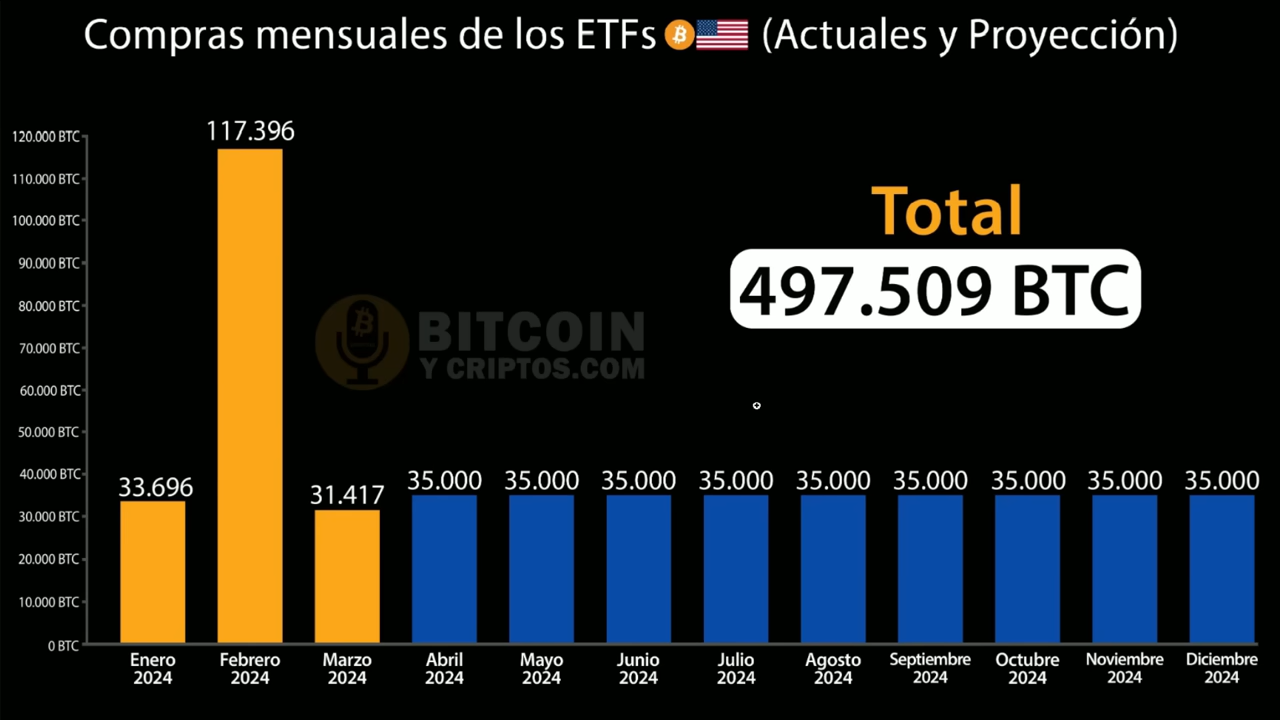 Compras mensuales de los ETFs (Actuales y Proyección)
120.000 BTC
110.000 BTC
100.000 BTC
90.000 BTC
80.000 BTC
70.000 BTC
60.000 BTC
50.000 BTC
40.000 BTC
30.000 BTC
20.000 BTC
10.000 BTC
0 BTC
Total
497.509 BTC
BITCOIN
Y CRIPTOS.COM
33.696
117.396
31.417
35.000
35.000
35.000
35.000
35.000
35.000
35.000
35.000
35.000
Enero
2024
Febrero
2024
Marzo
2024
Abril
2024
Mayo
2024
Junio
2024
Julio
2024
Agosto
2024
Septiembre
2024
Octubre
2024
Noviembre
2024
Diciembre
2024